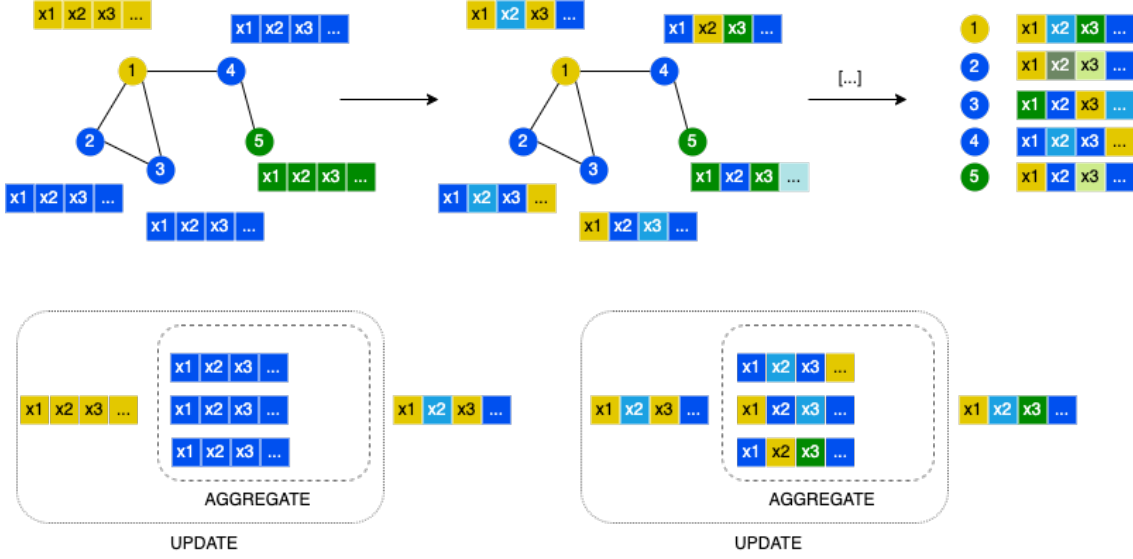 x1 x2 x3 ...
x1 x2 x3 ...
x1 x2 x3 ...
x1 x2 x3 ...
1 x1 x2 x3 ...
1 4
1 4
[...]
2 x1 x2 x3 ...
3 x1 x2 x3 ...
2
5
2
5
4 x1 x2 x3 ...
3
3
x1 x2 x3 ...
x1 x2 x3 ...
5 x1 x2 x3 ...
x1 x2 x3 ...
x1 x2 x3 ...
x1 x2 x3 ...
x1 x2 x3 ...
x1 x2 x3 ...
x1 x2 x3 ...
x1 x2 x3 ...
x1 x2 x3 ...
x1 x2 x3 ...
x1 x2 x3 ...
AGGREGATE
UPDATE
x1 x2 x3 ...
x1 x2 x3 ...
x1 x2 x3 ...
x1 x2 x3 ...
x1 x2 x3 ...
AGGREGATE
UPDATE